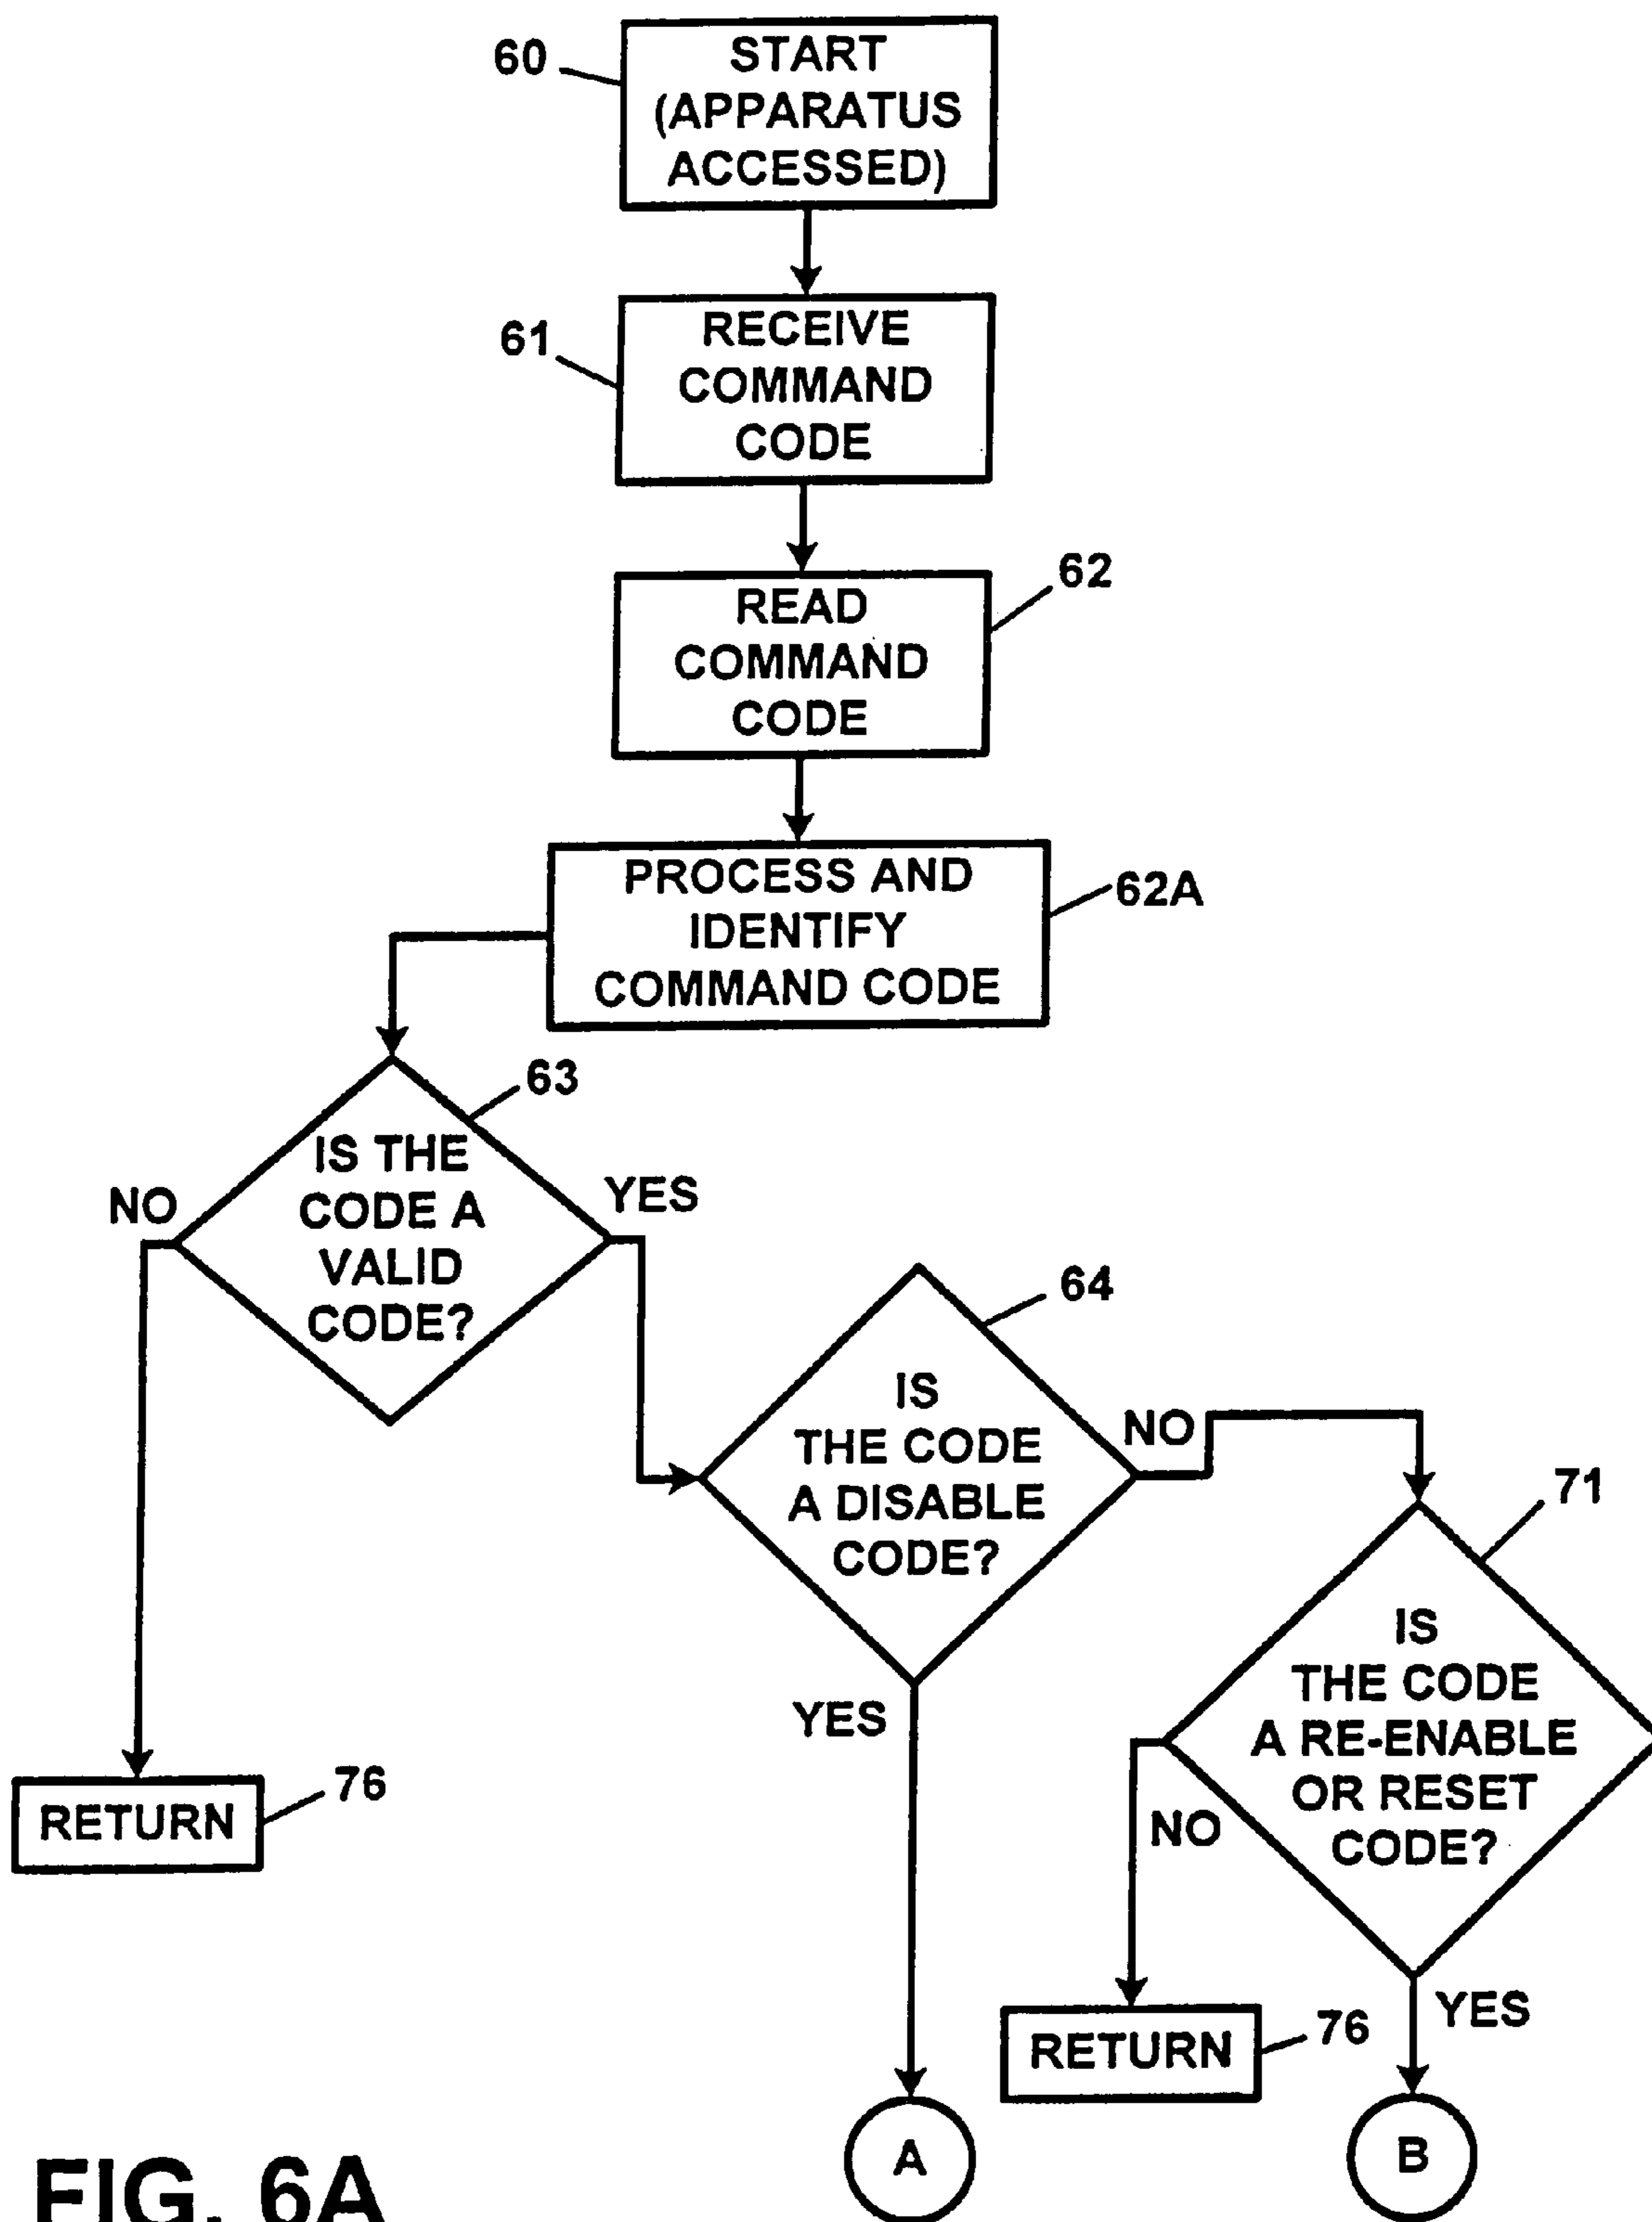 60
START
(APPARATUS
ACCESSED)
61
RECEIVE
COMMAND
CODE
62
READ
COMMAND
CODE
62A
PROCESS AND
IDENTIFY
COMMAND CODE
63
IS THE
CODE A
VALID
CODE?
NO
YES
64
IS
THE CODE
A DISABLE
CODE?
NO
YES
71
IS
THE CODE
A RE-ENABLE
OR RESET
CODE?
NO
YES
RETURN
76
RETURN
76
A
B
FIG. 6A